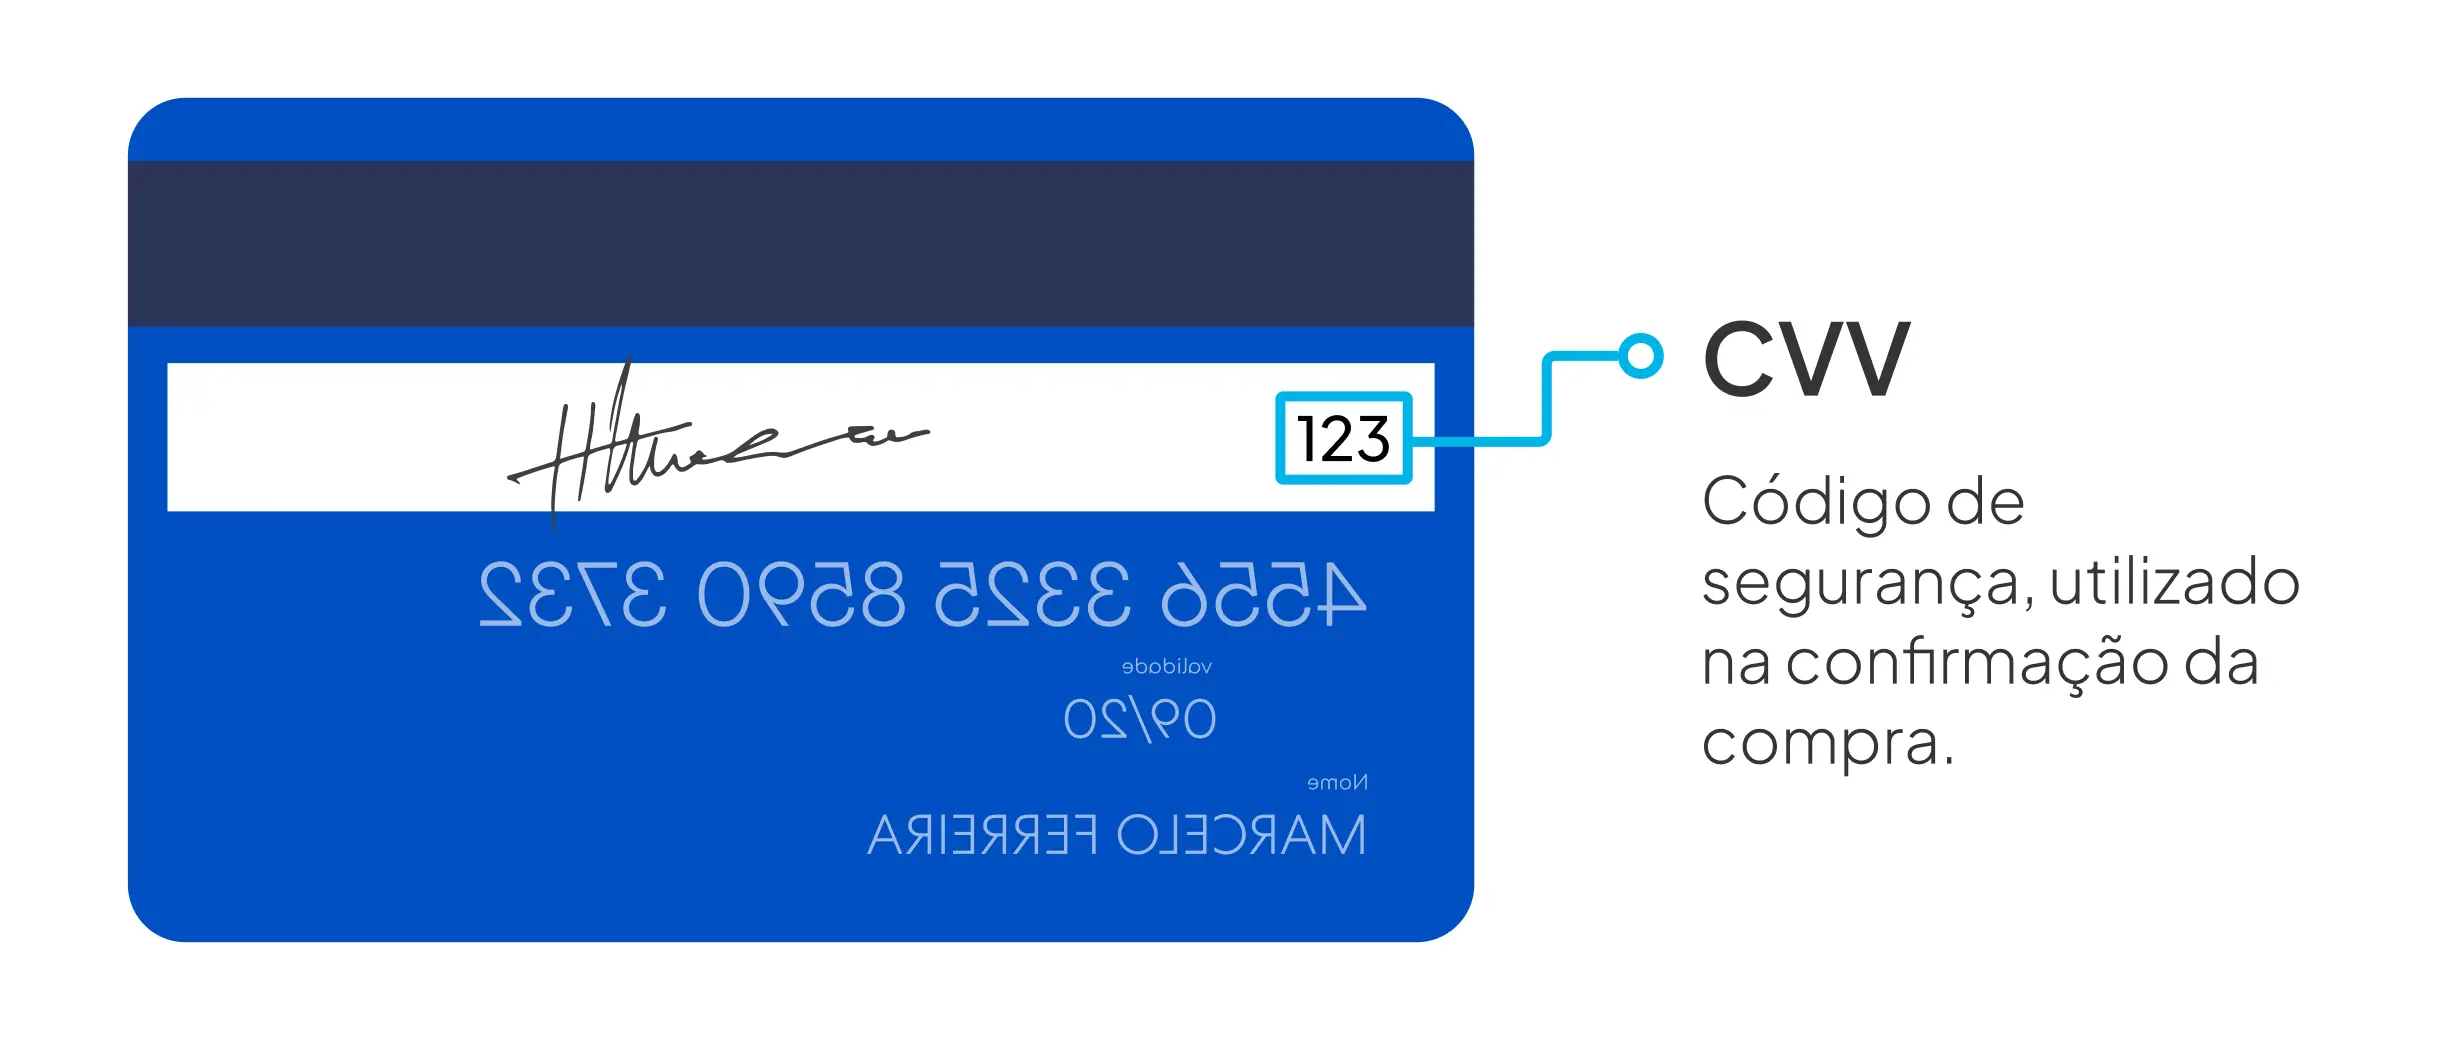 123
4556 3325 8590 3732
validade
09/20
Nome
MARCELO FERREIRA
CVV
Código de
segurança, utilizado
na confirmação da
compra.